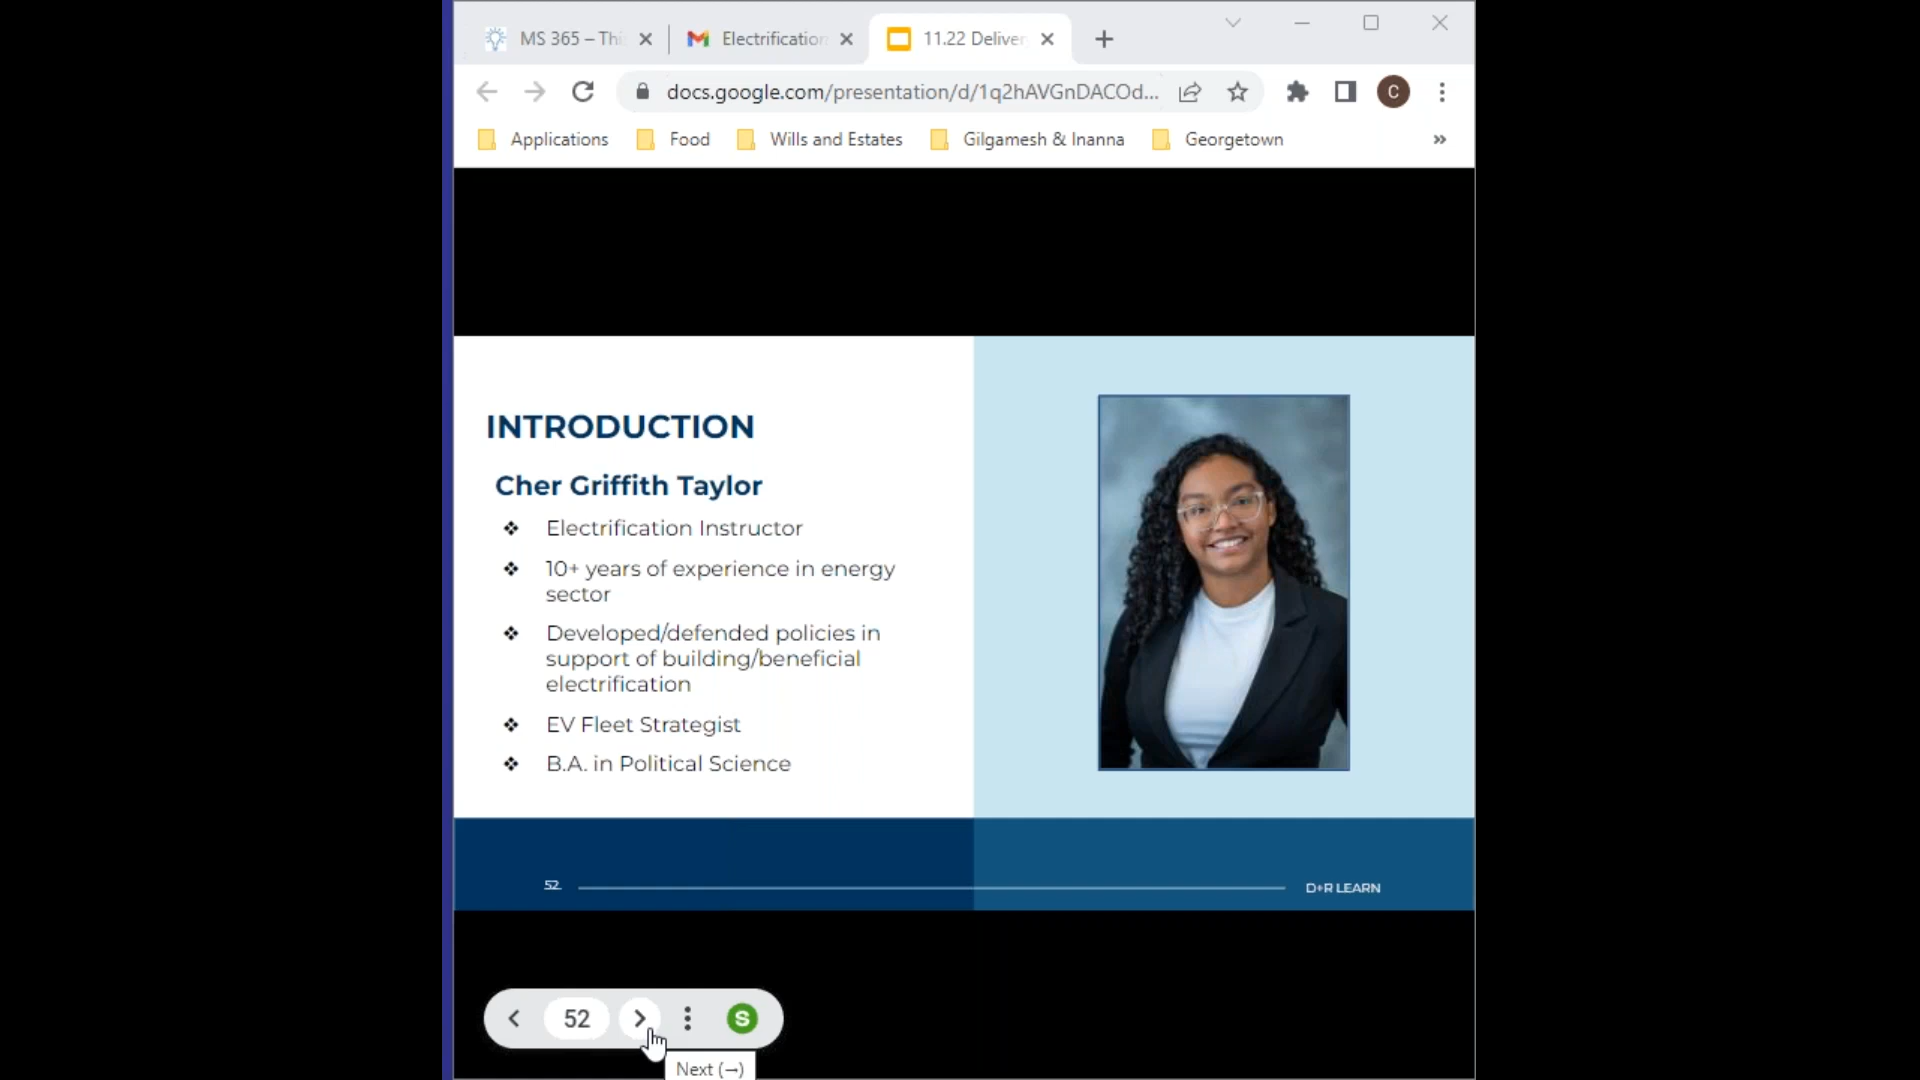 MS 365 – Thi
Electrification
11.22 Deliver
docs.google.com/presentation/d/1q2hAVGnDACOd...
C
Applications
Food
Wills and Estates
Gilgamesh & Inanna
Georgetown
»
INTRODUCTION
Cher Griffith Taylor
❖ Electrification Instructor
❖ 10+ years of experience in energy
sector
❖ Developed/defended policies in
support of building/beneficial
electrification
❖ EV Fleet Strategist
❖ B.A. in Political Science
52
D+R LEARN
52
S
Next (→)